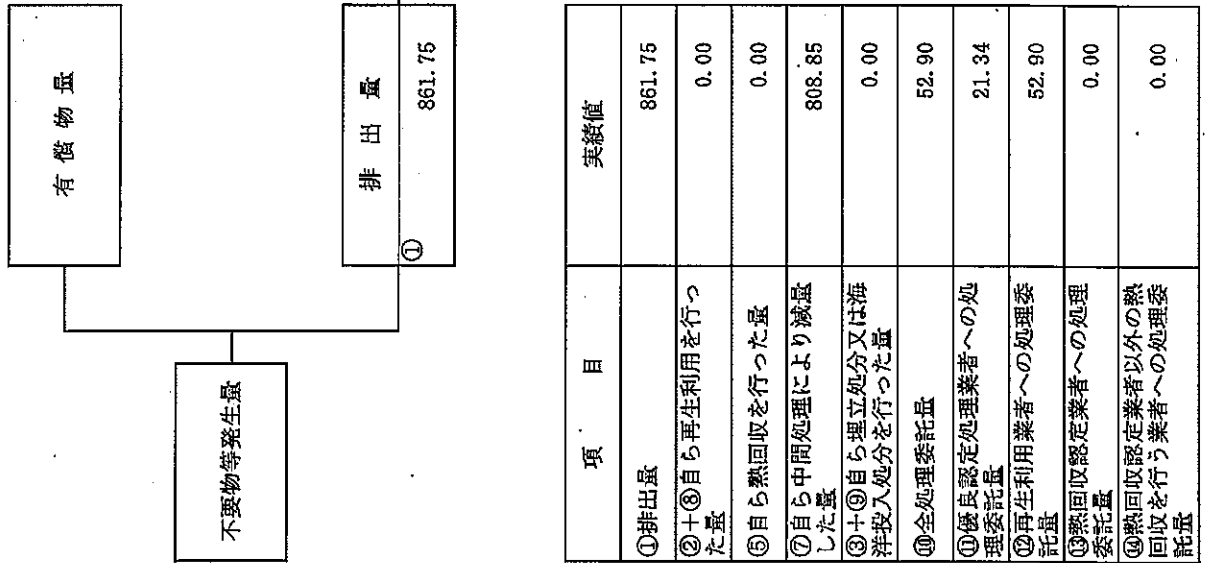 有 償 物 量
不要物等発生量
排 出 量
①
861.75
項 目
実績値
①排出量
861.75
②+⑧自ら再生利用を行っ
た量
0.00
⑤自ら熱回収を行った量
0.00
⑦自ら中間処理により減量
した量
808.85
③+⑨自ら埋立処分又は海
洋投入処分を行った量
0.00
⑩全処理委託量
52.90
⑪優良認定処理業者への処
理委託量
21.34
⑫再生利用業者への処理委
託量
52.90
⑬熱回収認定業者への処理
委託量
0.00
⑭熱回収認定業者以外の熱
回収を行う業者への処理委
託量
0.00